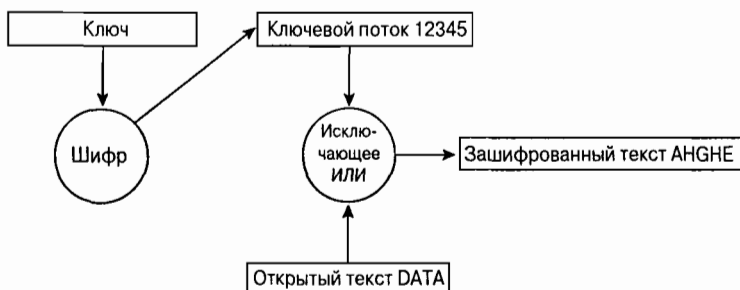 Ключ
Ключевой поток 12345
Шифр
Исклю-
чающее
ИЛИ
Зашифрованный текст AHGHE
Открытый текст DATA